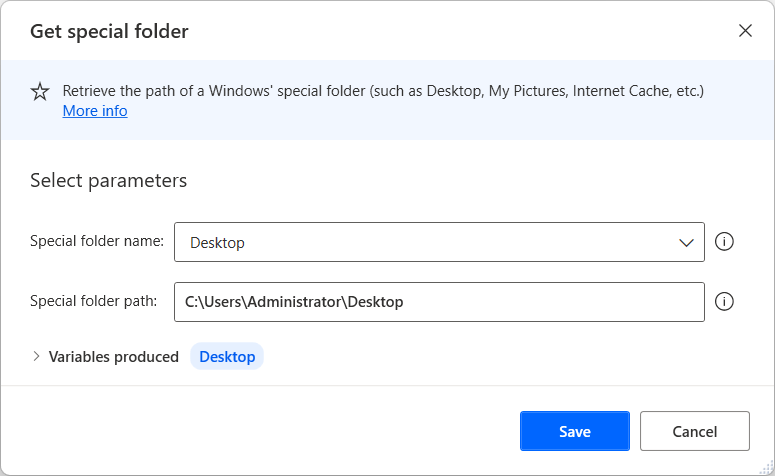 Get special folder
Retrieve the path of a Windows' special folder (such as Desktop, My Pictures, Internet Cache, etc.)
More info
Select parameters
Special folder name: Desktop
Special folder path: C:\Users\Administrator\Desktop
Variables produced Desktop
Save Cancel